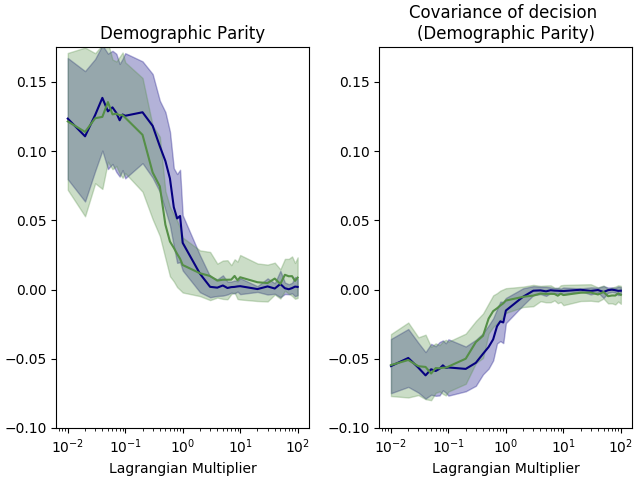 Demographic Parity
0.15
0.10
0.05
0.00
−0.05
−0.10
10⁻² 10⁻¹ 10⁰ 10¹ 10²
Lagrangian Multiplier
Covariance of decision
(Demographic Parity)
0.15
0.10
0.05
0.00
−0.05
−0.10
10⁻² 10⁻¹ 10⁰ 10¹ 10²
Lagrangian Multiplier